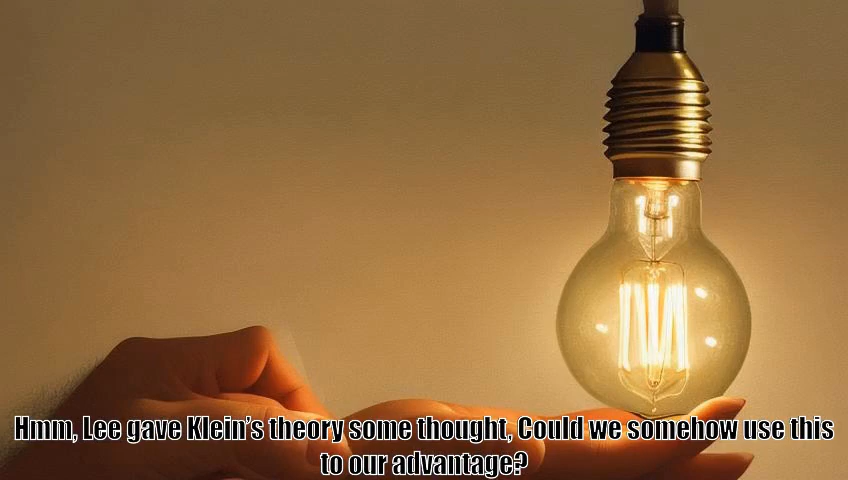 Hmm, Lee gave Klein's theory some thought, Could we somehow use this
to our advantage?